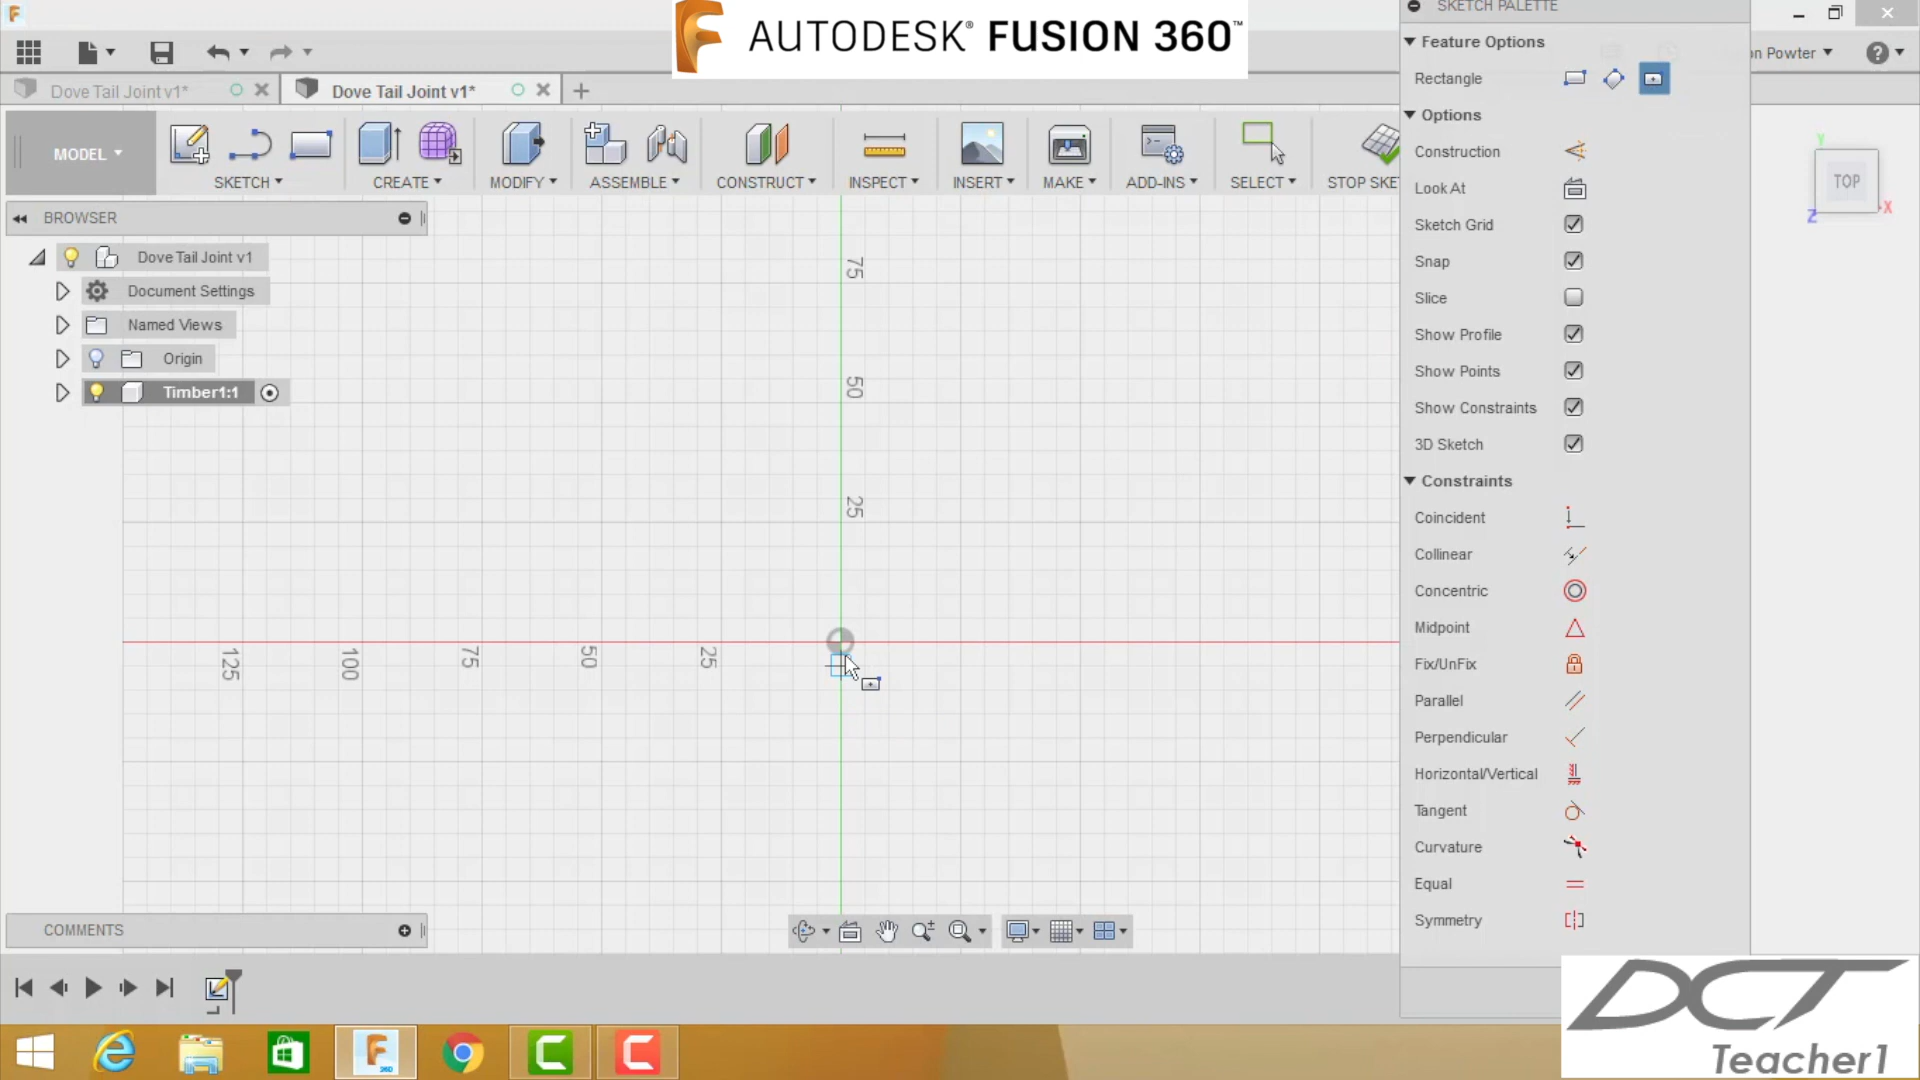 AUTODESK® FUSION 360™
SKETCH PALETTE
Feature Options
Rectangle
Options
Construction
Look At
Sketch Grid
Snap
Slice
Show Profile
Show Points
Show Constraints
3D Sketch
Constraints
Coincident
Collinear
Concentric
Midpoint
Fix/UnFix
Parallel
Perpendicular
Horizontal/Vertical
Tangent
Curvature
Equal
Symmetry
on Powter
Dove Tail Joint v1*
Dove Tail Joint v1*
MODEL
SKETCH
CREATE
MODIFY
ASSEMBLE
CONSTRUCT
INSPECT
INSERT
MAKE
ADD-INS
SELECT
STOP SKE
BROWSER
Dove Tail Joint v1
Document Settings
Named Views
Origin
Timber1:1
75
50
25
125
100
75
50
25
TOP
Y
X
Z
COMMENTS
F
360
DCT
Teacher1